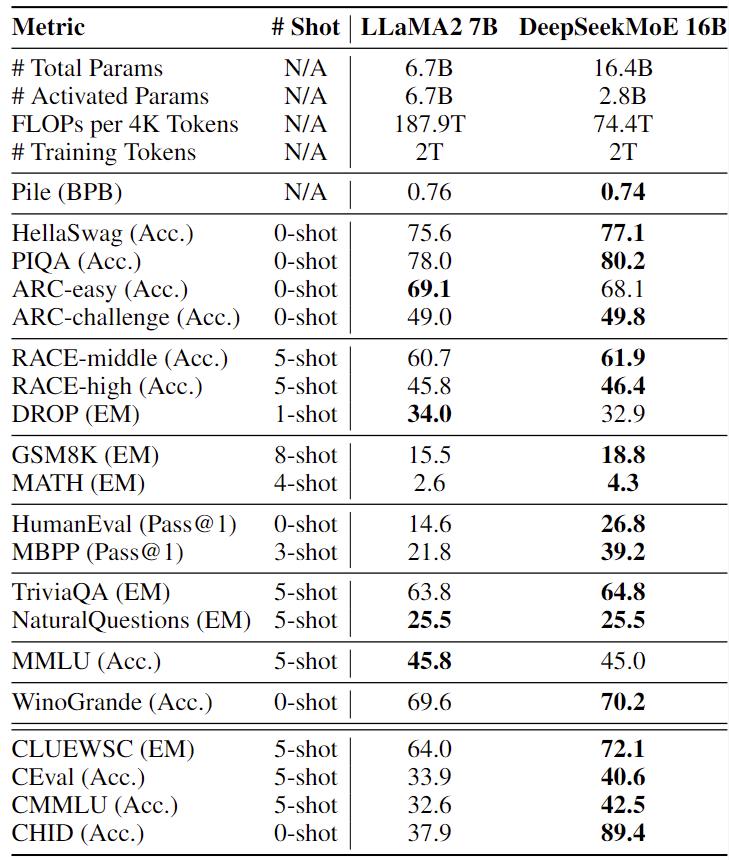 Metric # Shot LLaMA2 7B DeepSeekMoE 16B
# Total Params N/A 6.7B 16.4B
# Activated Params N/A 6.7B 2.8B
FLOPs per 4K Tokens N/A 187.9T 74.4T
# Training Tokens N/A 2T 2T
Pile (BPB) N/A 0.76 0.74
HellaSwag (Acc.) 0-shot 75.6 77.1
PIQA (Acc.) 0-shot 78.0 80.2
ARC-easy (Acc.) 0-shot 69.1 68.1
ARC-challenge (Acc.) 0-shot 49.0 49.8
RACE-middle (Acc.) 5-shot 60.7 61.9
RACE-high (Acc.) 5-shot 45.8 46.4
DROP (EM) 1-shot 34.0 32.9
GSM8K (EM) 8-shot 15.5 18.8
MATH (EM) 4-shot 2.6 4.3
HumanEval (Pass@1) 0-shot 14.6 26.8
MBPP (Pass@1) 3-shot 21.8 39.2
TriviaQA (EM) 5-shot 63.8 64.8
NaturalQuestions (EM) 5-shot 25.5 25.5
MMLU (Acc.) 5-shot 45.8 45.0
WinoGrande (Acc.) 0-shot 69.6 70.2
CLUEWSC (EM) 5-shot 64.0 72.1
CEval (Acc.) 5-shot 33.9 40.6
CMMLU (Acc.) 5-shot 32.6 42.5
CHID (Acc.) 0-shot 37.9 89.4